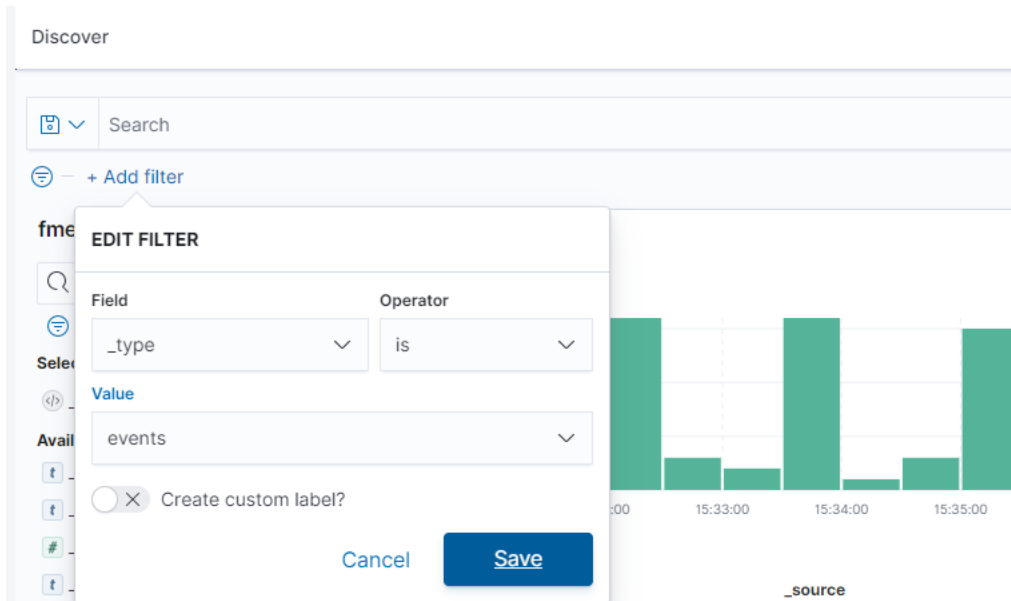 Discover
Search
+ Add filter
fme
EDIT FILTER
Field
Operator
_type
is
Selec
Value
events
Avail
t _
Create custom label?
t _
:00
15:33:00
15:34:00
15:35:00
# _
Cancel
Save
t _
_source